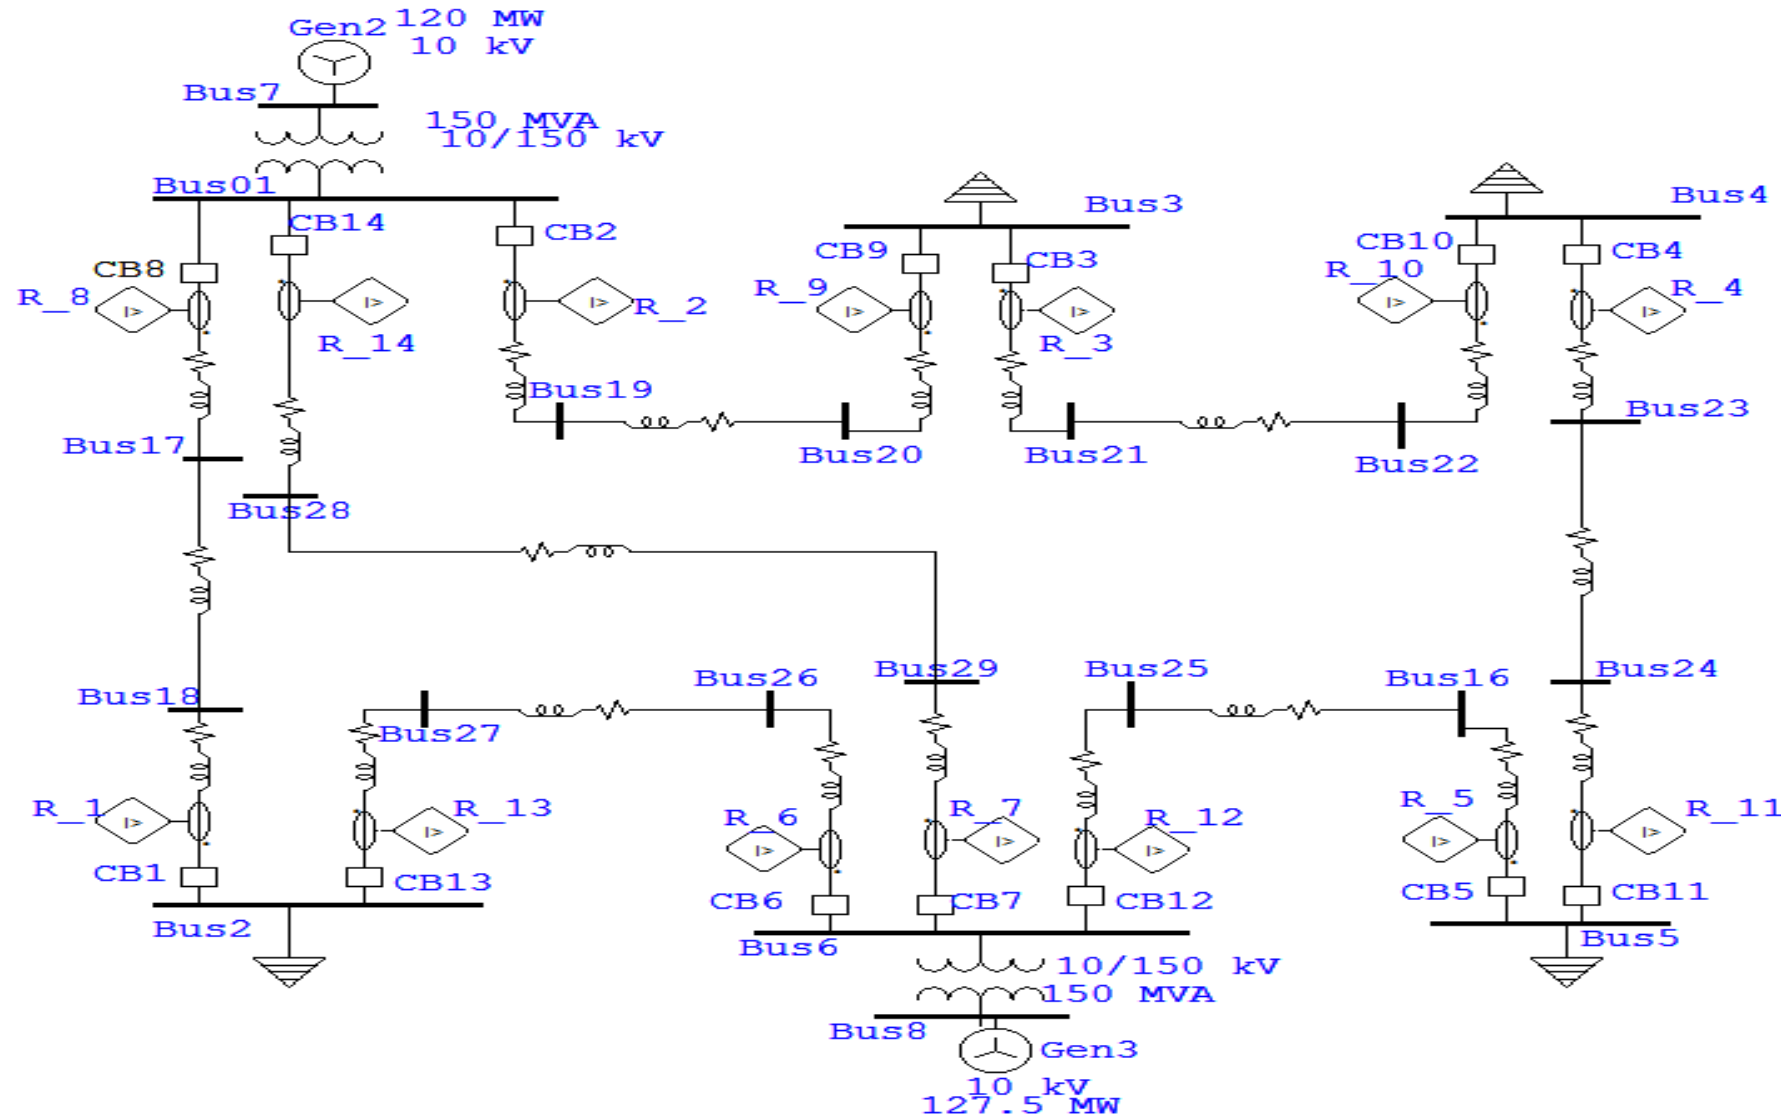 Gen2
120 MW
10 kV
Bus7
150 MVA
10/150 kV
Bus01
CB14
CB2
CB8
R_8
R_14
R_2
Bus3
CB9
CB3
R_9
R_3
Bus4
CB10
CB4
R_10
R_4
Bus19
Bus20
Bus21
Bus22
Bus23
Bus17
Bus28
Bus29
Bus25
Bus16
Bus24
Bus18
Bus27
Bus26
R_1
R_13
R_6
R_7
R_12
R_5
R_11
CB1
CB13
CB6
CB7
CB12
CB5
CB11
Bus2
Bus6
Bus5
10/150 kV
150 MVA
Bus8
Gen3
10 kV
127.5 MW
I>
I>
I>
I>
I>
I>
I>
I>
I>
I>
I>
I>
I>
I>